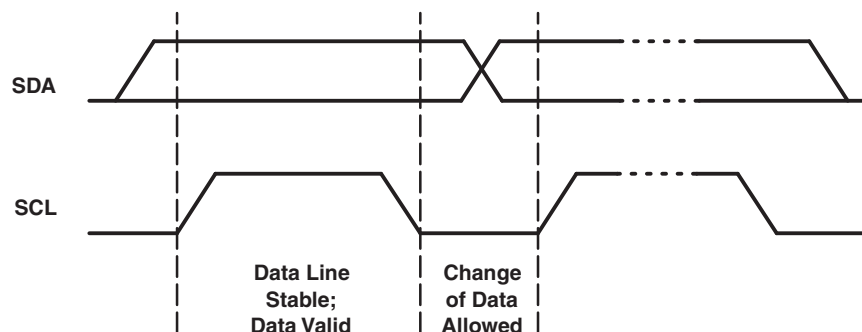 SDA
SCL
Data Line
Stable;
Data Valid
Change
of Data
Allowed